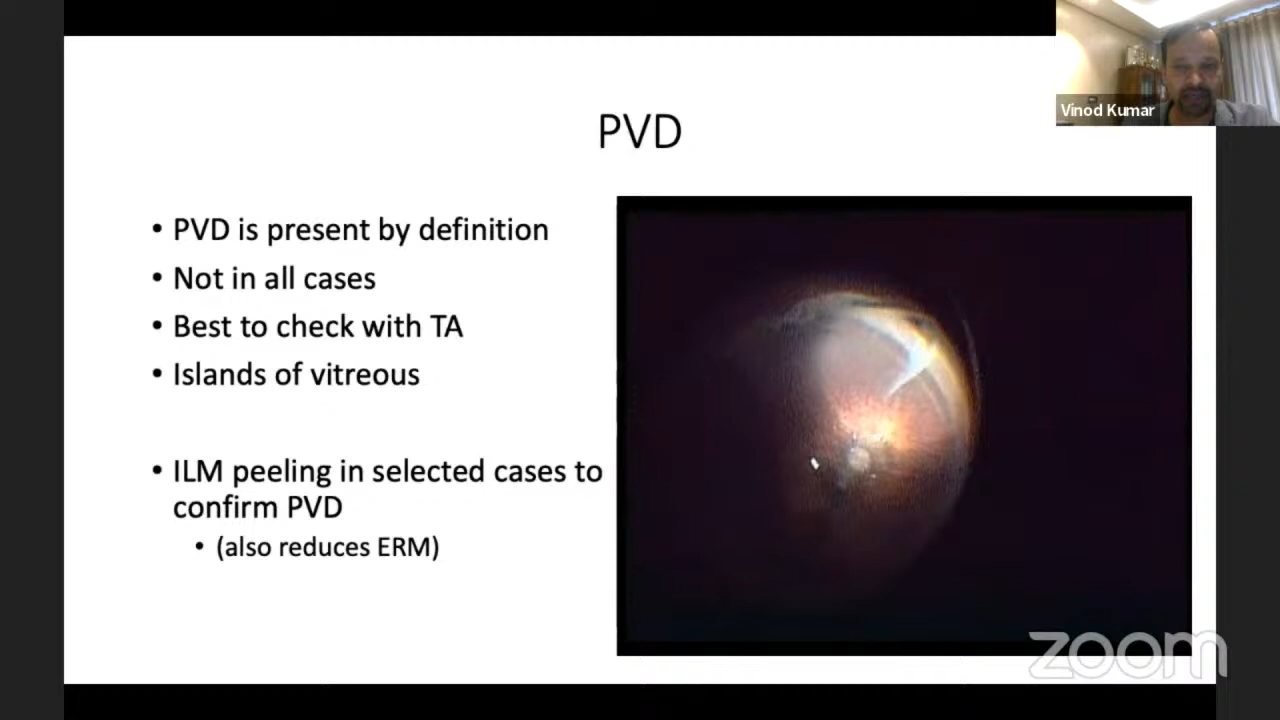 Vinod Kumar
PVD
• PVD is present by definition
• Not in all cases
• Best to check with TA
• Islands of vitreous
• ILM peeling in selected cases to
confirm PVD
• (also reduces ERM)
zoom